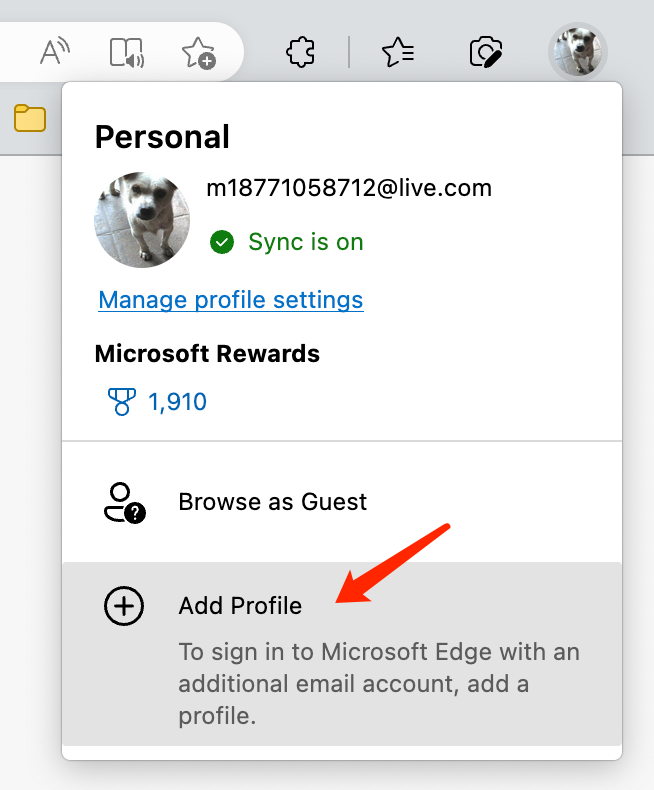 Personal
m18771058712@live.com
Sync is on
Manage profile settings
Microsoft Rewards
1,910
Browse as Guest
Add Profile
To sign in to Microsoft Edge with an
additional email account, add a
profile.